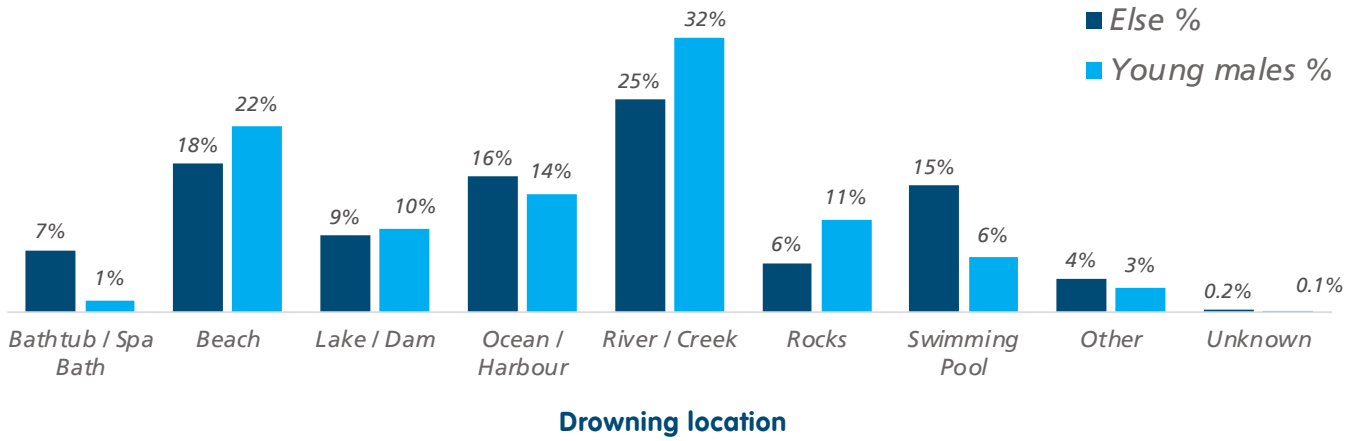 Else %
Young males %
7%
1%
18%
22%
9%
10%
16%
14%
25%
32%
6%
11%
15%
6%
4%
3%
0.2%
0.1%
Bathtub / Spa
Bath
Beach
Lake / Dam
Ocean /
Harbour
River / Creek
Rocks
Swimming
Pool
Other
Unknown
Drowning location